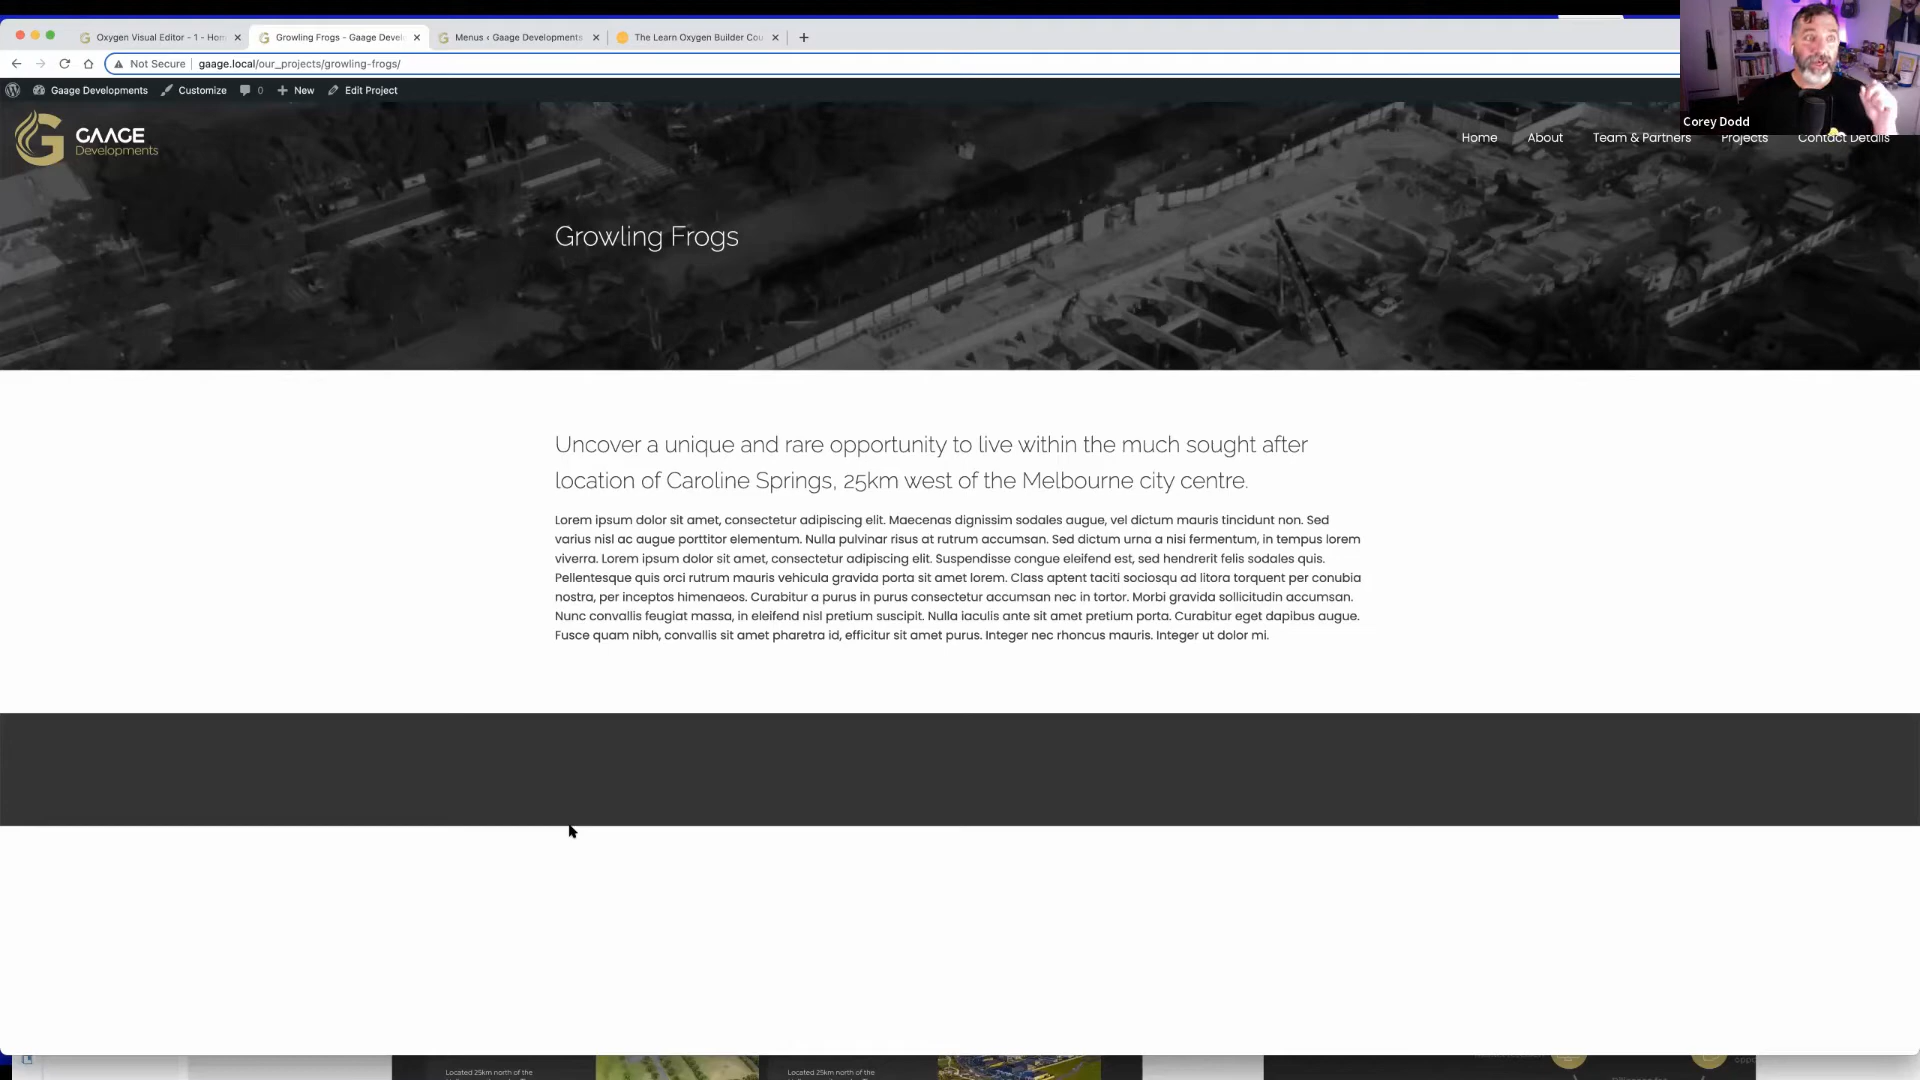 Oxygen Visual Editor - 1 - Hom
Growling Frogs - Gaage Devel
Menus ‹ Gaage Developments
The Learn Oxygen Builder Cou
Not Secure
gaage.local/our_projects/growling-frogs/
Gaage Developments
Customize
0
New
Edit Project
Corey Dodd
GAAGE
Developments
Home
About
Team & Partners
Projects
Contact Details
Growling Frogs
Uncover a unique and rare opportunity to live within the much sought after
location of Caroline Springs, 25km west of the Melbourne city centre.
Lorem ipsum dolor sit amet, consectetur adipiscing elit. Maecenas dignissim sodales augue, vel dictum mauris tincidunt non. Sed
varius nisl ac augue porttitor elementum. Nulla pulvinar risus at rutrum accumsan. Sed dictum urna a nisi fermentum, in tempus lorem
viverra. Lorem ipsum dolor sit amet, consectetur adipiscing elit. Suspendisse congue eleifend est, sed hendrerit felis sodales quis.
Pellentesque quis orci rutrum mauris vehicula gravida porta sit amet lorem. Class aptent taciti sociosqu ad litora torquent per conubia
nostra, per inceptos himenaeos. Curabitur a purus in purus consectetur accumsan nec in tortor. Morbi gravida sollicitudin accumsan.
Nunc convallis feugiat massa, in eleifend nisl pretium suscipit. Nulla iaculis ante sit amet pretium porta. Curabitur eget dapibus augue.
Fusce quam nibh, convallis sit amet pharetra id, efficitur sit amet purus. Integer nec rhoncus mauris. Integer ut dolor mi.
Located 25km north of the
Located 25km north of the